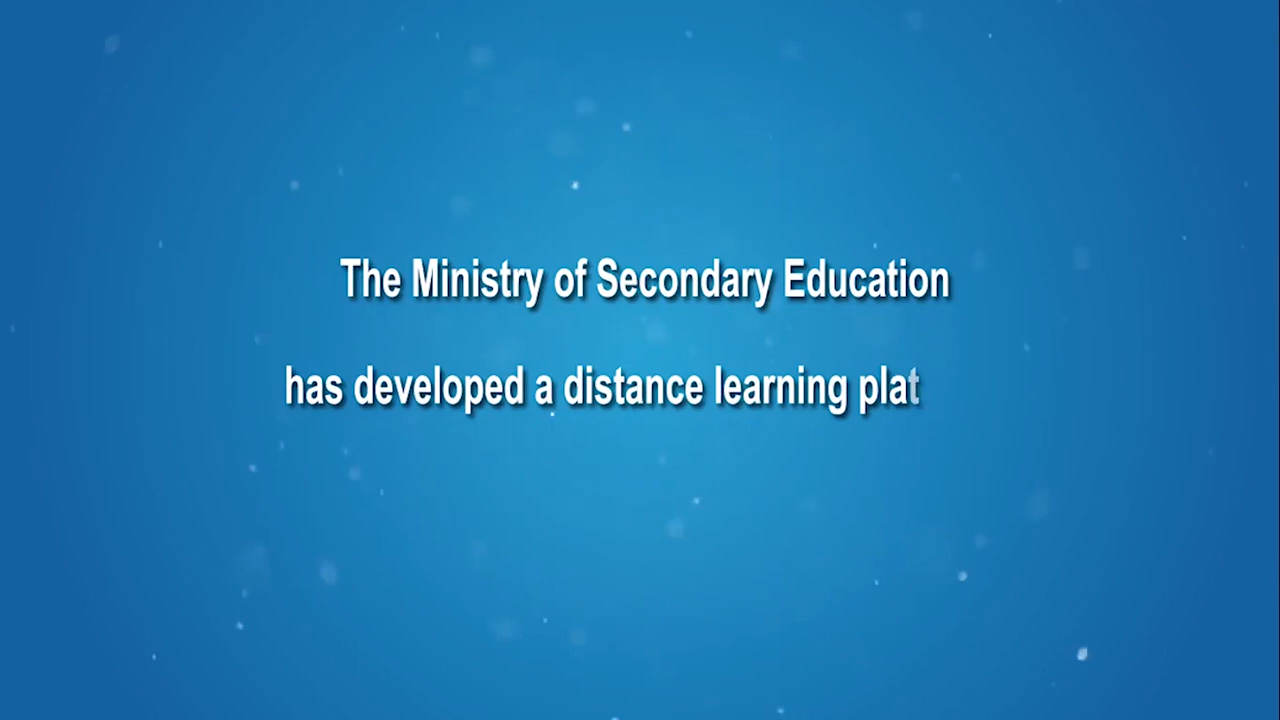 The Ministry of Secondary Education
has developed a distance learning plat